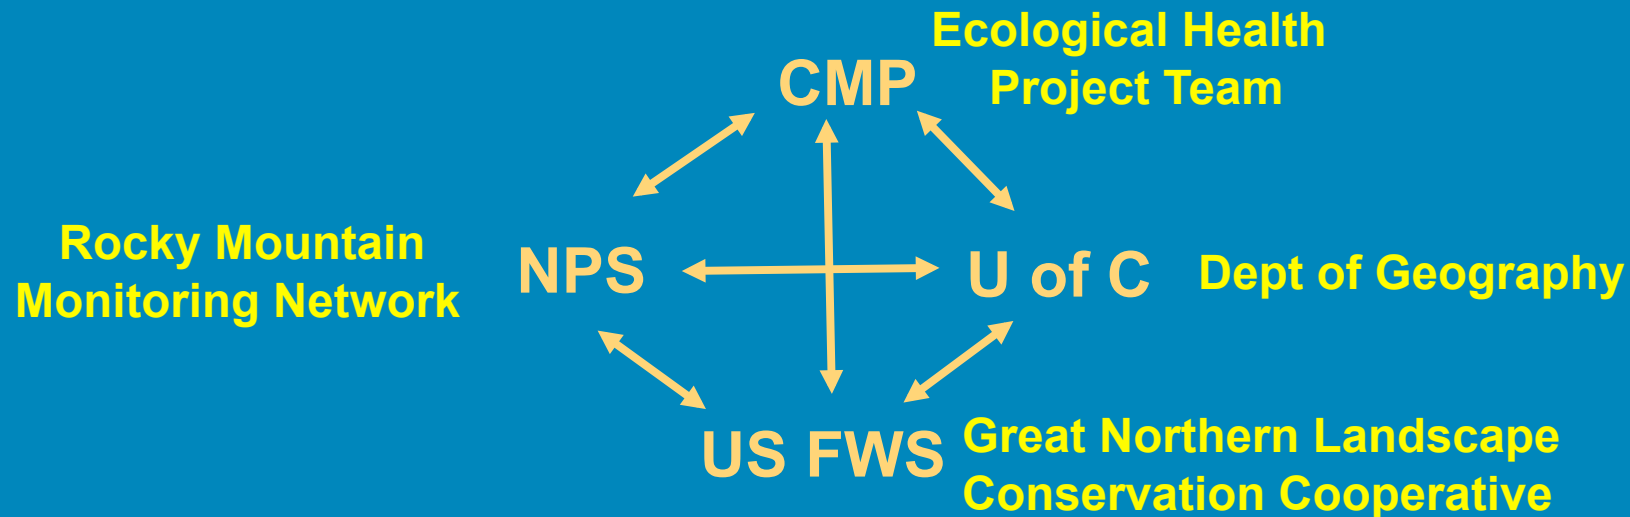 Ecological Health
Project Team
CMP
Rocky Mountain
Monitoring Network
NPS
U of C
Dept of Geography
US FWS
Great Northern Landscape
Conservation Cooperative